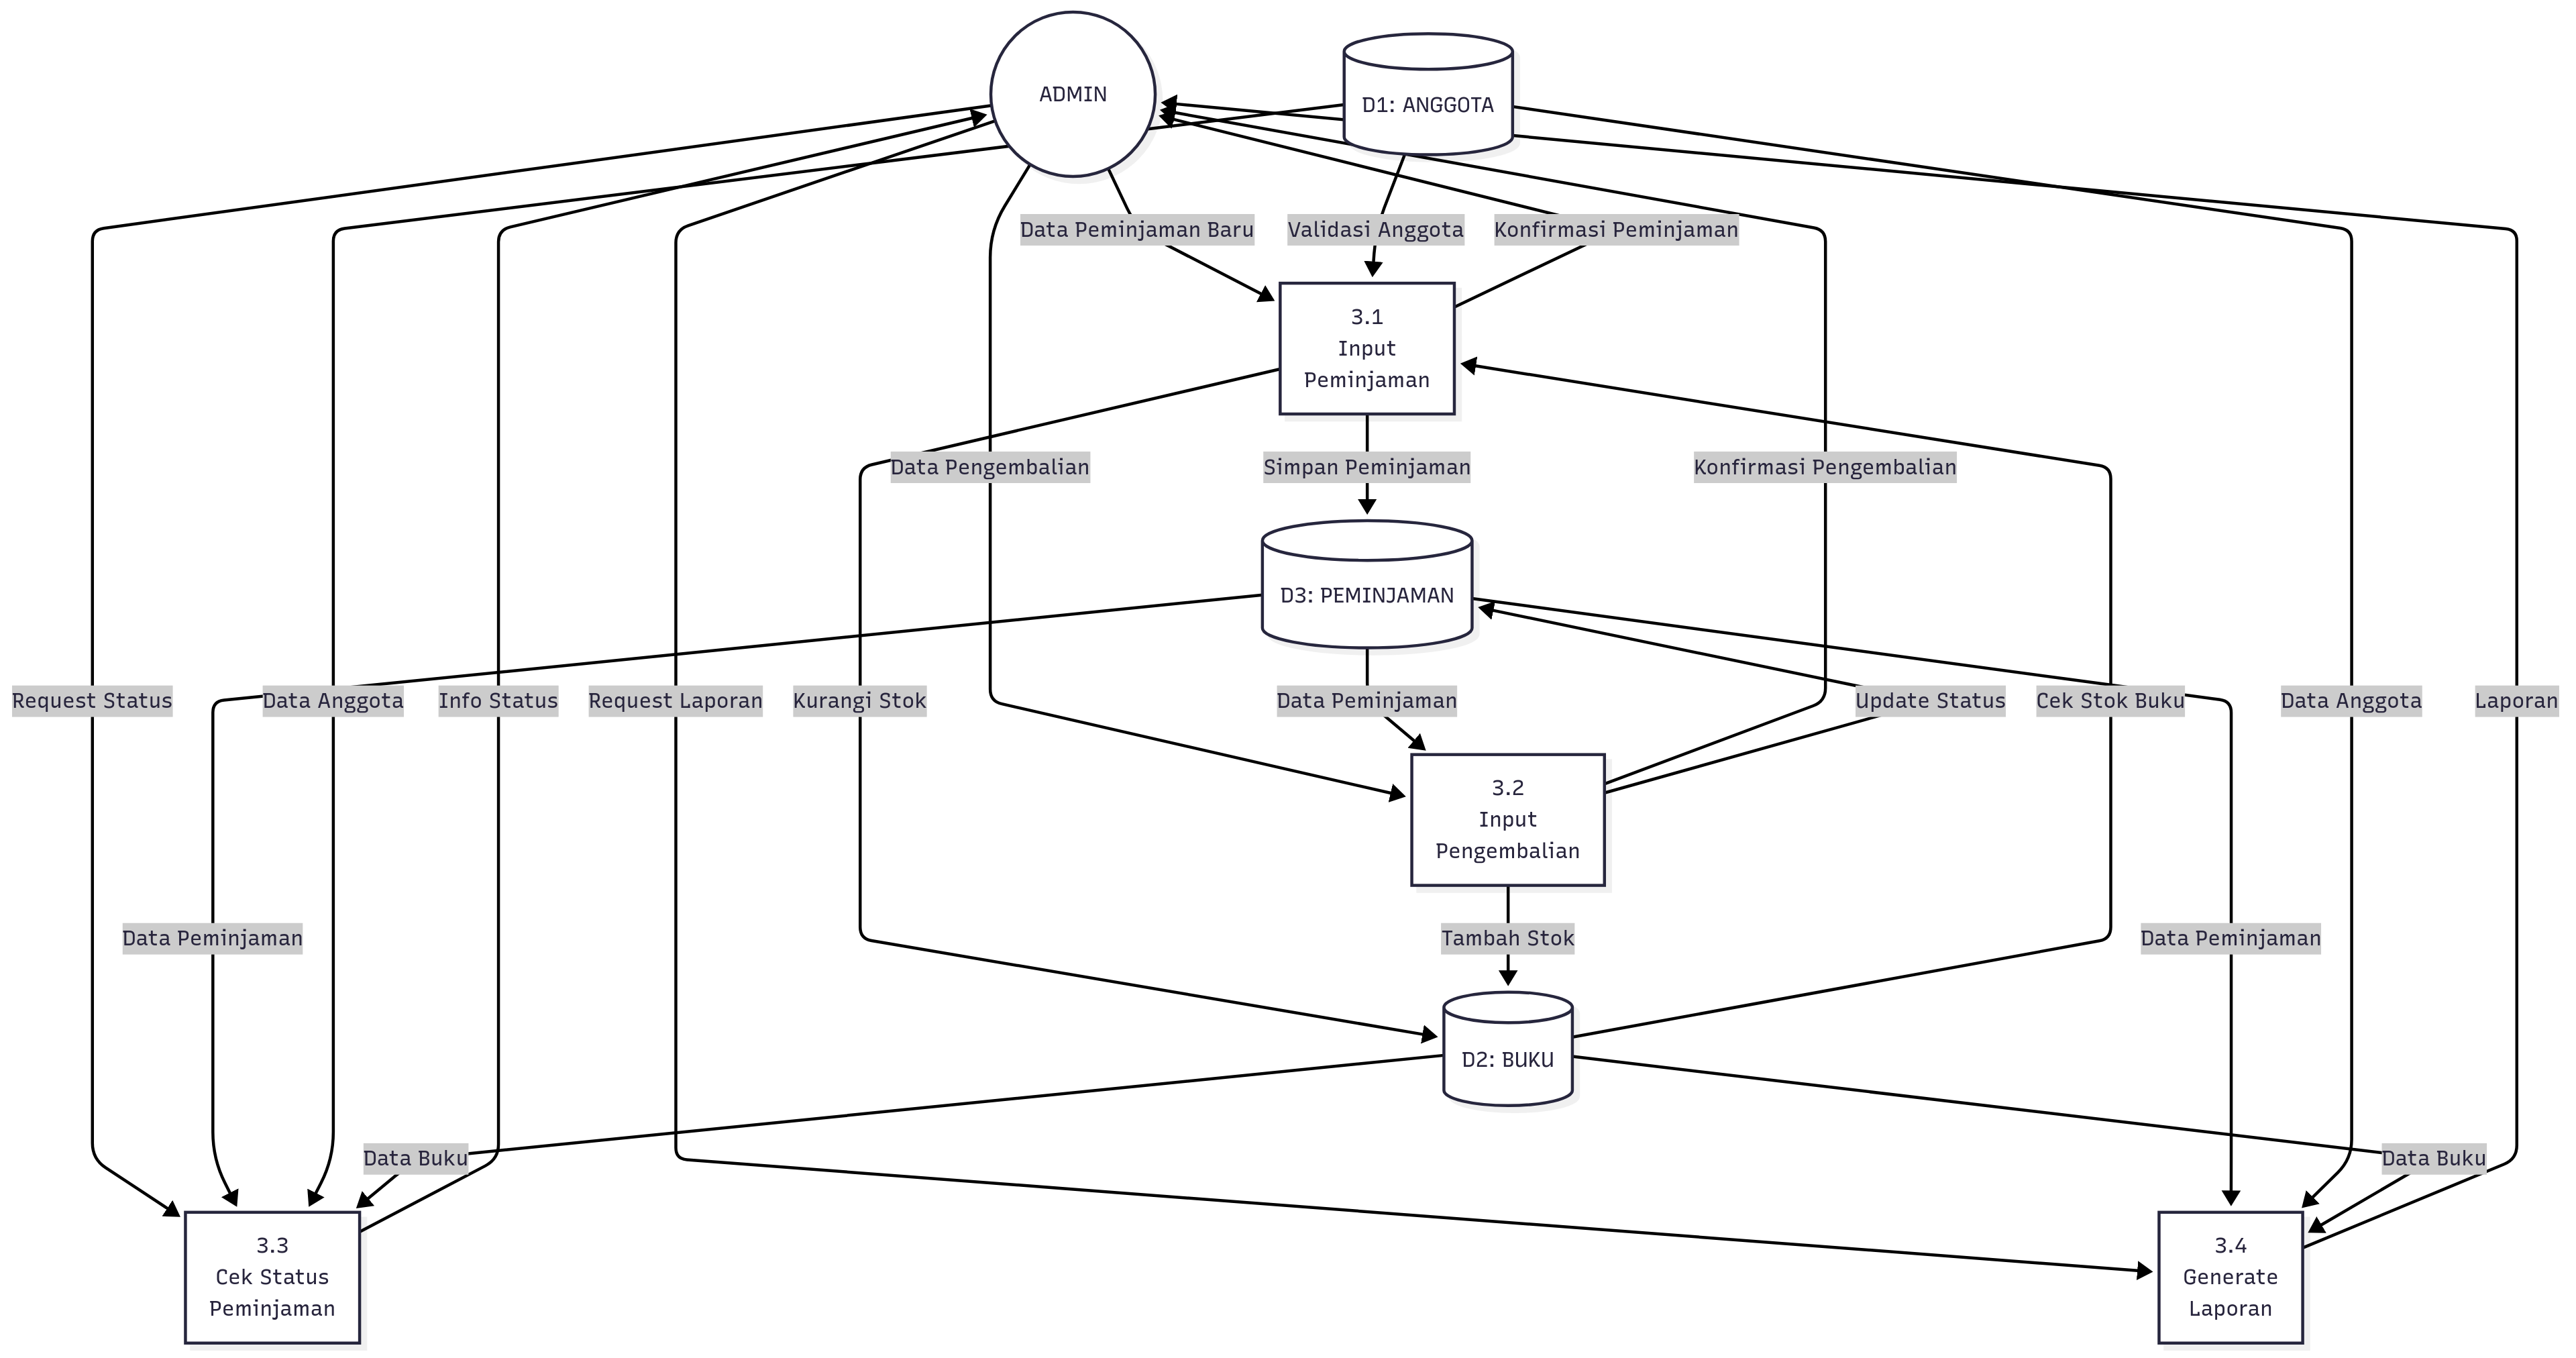 ADMIN
D1: ANGGOTA
Data Peminjaman Baru
Validasi Anggota
Konfirmasi Peminjaman
3.1
Input
Peminjaman
Data Pengembalian
Simpan Peminjaman
Konfirmasi Pengembalian
D3: PEMINJAMAN
Request Status
Data Anggota
Info Status
Request Laporan
Kurangi Stok
Data Peminjaman
Update Status
Cek Stok Buku
Data Anggota
Laporan
3.2
Input
Pengembalian
Data Peminjaman
Tambah Stok
Data Peminjaman
D2: BUKU
Data Buku
Data Buku
3.3
Cek Status
Peminjaman
3.4
Generate
Laporan